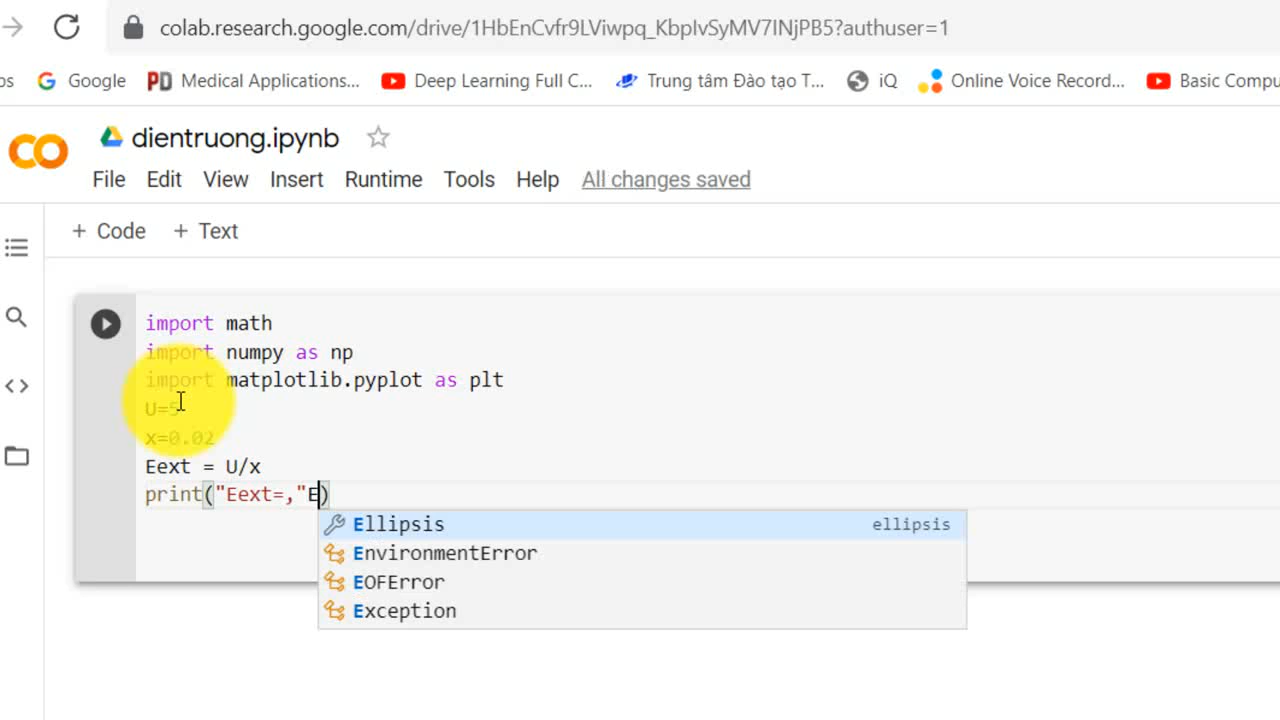 colab.research.google.com/drive/1HbEnCvfr9LViwpq_KbpIvSyMV7INjPB5?authuser=1
ps Google PD Medical Applications... Deep Learning Full C... Trung tâm Đào tạo T... iQ Online Voice Record... Basic Compu
CO dientruong.ipynb
File Edit View Insert Runtime Tools Help All changes saved
+ Code + Text
import math
import numpy as np
import matplotlib.pyplot as plt
U=5
x=0.02
Eext = U/x
print("Eext=,"E)
Ellipsis ellipsis
EnvironmentError
EOFError
Exception